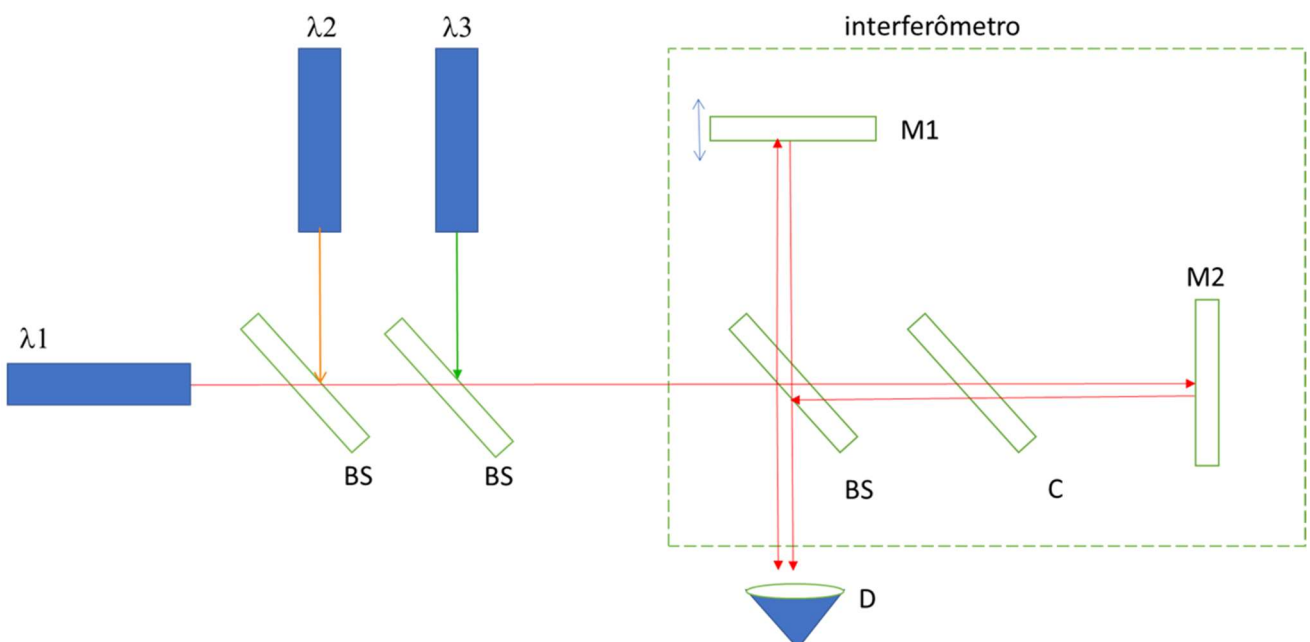 λ2
λ3
interferômetro
M1
M2
λ1
BS
BS
BS
C
D